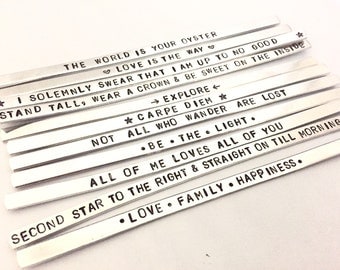 THE WORLD IS YOUR OYSTER
♡ LOVE IS THE WAY ♡
★ I SOLEMNLY SWEAR THAT I AM UP TO NO GOOD ★
STAND TALL, WEAR A CROWN & BE SWEET ON THE INSIDE
→EXPLORE←
★ CARPE DIEM ★
NOT ALL WHO WANDER ARE LOST
•BE•THE•LIGHT•
ALL OF ME LOVES ALL OF YOU
SECOND STAR TO THE RIGHT & STRAIGHT ON TILL MORNING
•LOVE•FAMILY•HAPPINESS•